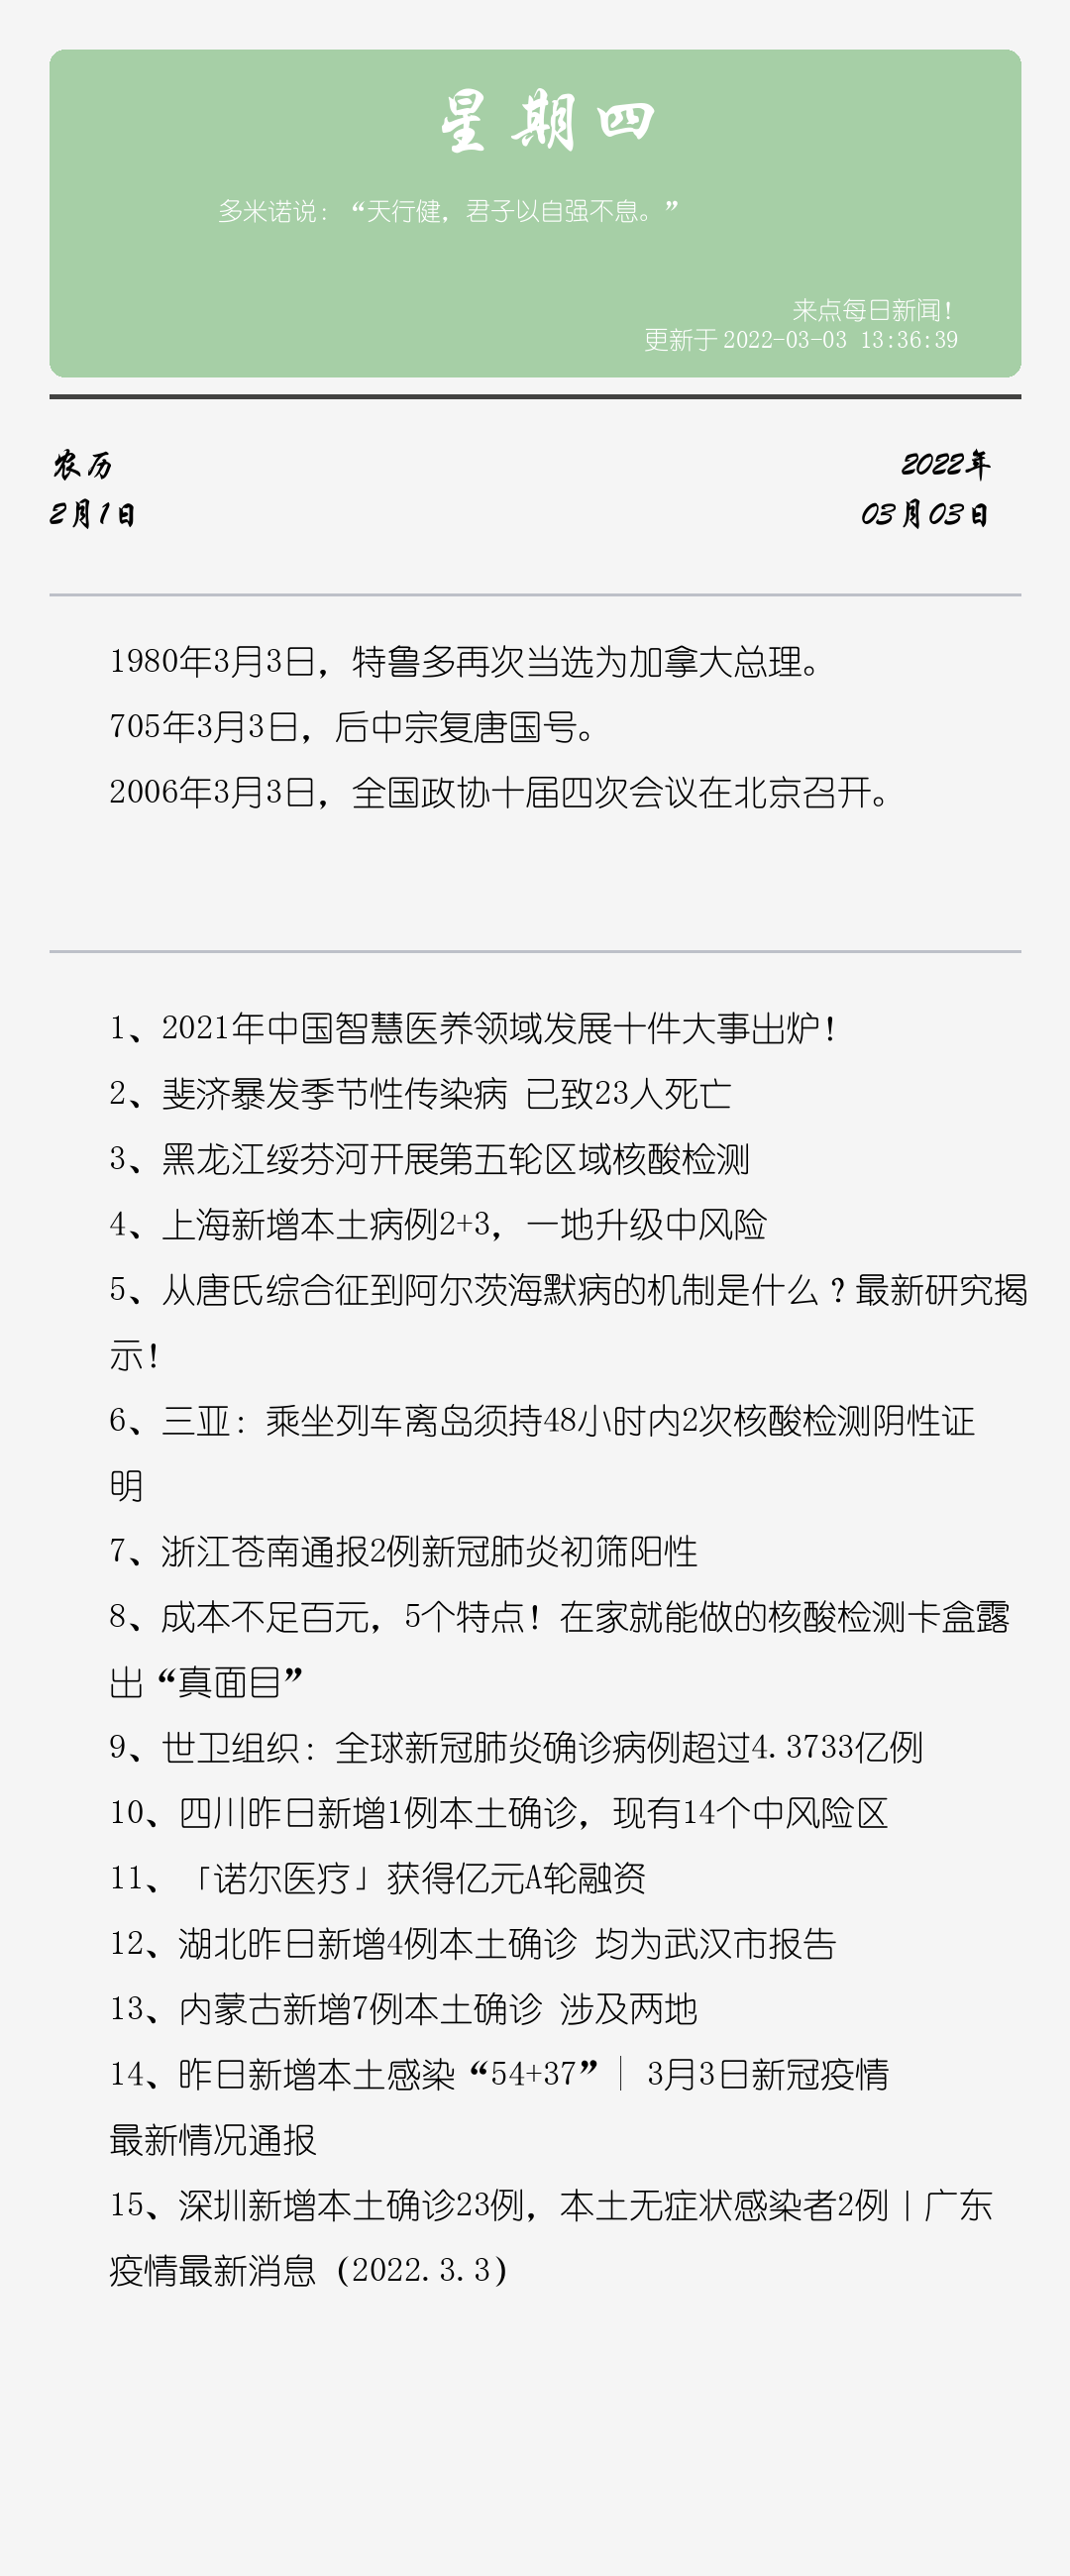 星期四
多米诺说：“天行健，君子以自强不息。”
来点每日新闻！
更新于 2022-03-03 13:36:39
农历
2月1日
2022年
03月03日
1980年3月3日，特鲁多再次当选为加拿大总理。
705年3月3日，后中宗复唐国号。
2006年3月3日，全国政协十届四次会议在北京召开。
1、2021年中国智慧医养领域发展十件大事出炉！
2、斐济暴发季节性传染病 已致23人死亡
3、黑龙江绥芬河开展第五轮区域核酸检测
4、上海新增本土病例2+3，一地升级中风险
5、从唐氏综合征到阿尔茨海默病的机制是什么？最新研究揭
示！
6、三亚：乘坐列车离岛须持48小时内2次核酸检测阴性证
明
7、浙江苍南通报2例新冠肺炎初筛阳性
8、成本不足百元，5个特点！在家就能做的核酸检测卡盒露
出“真面目”
9、世卫组织：全球新冠肺炎确诊病例超过4.3733亿例
10、四川昨日新增1例本土确诊，现有14个中风险区
11、「诺尔医疗」获得亿元A轮融资
12、湖北昨日新增4例本土确诊 均为武汉市报告
13、内蒙古新增7例本土确诊 涉及两地
14、昨日新增本土感染“54+37”│ 3月3日新冠疫情
最新情况通报
15、深圳新增本土确诊23例，本土无症状感染者2例丨广东
疫情最新消息（2022.3.3）